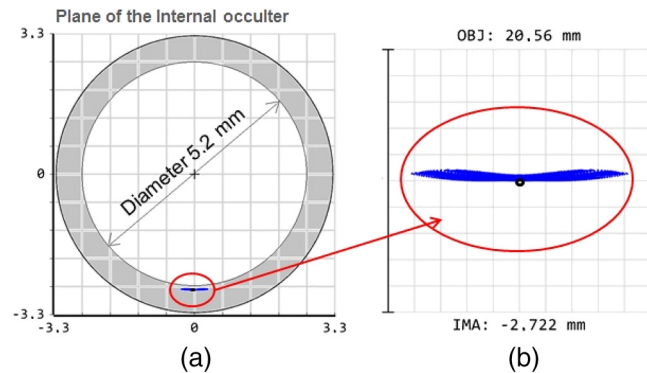 Plane of the Internal occulter
3.3
0
-3.3
-3.3
0
3.3
Diameter 5.2 mm
(a)
OBJ: 20.56 mm
IMA: -2.722 mm
(b)